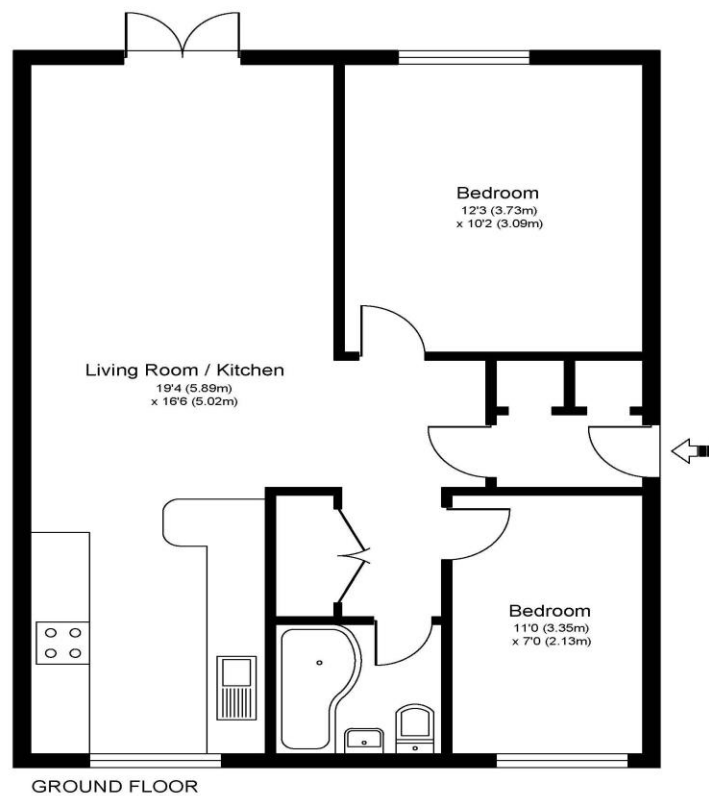 Bedroom
12'3 (3.73m)
x 10'2 (3.09m)
Living Room / Kitchen
19'4 (5.89m)
x 16'6 (5.02m)
Bedroom
11'0 (3.35m)
x 7'0 (2.13m)
GROUND FLOOR